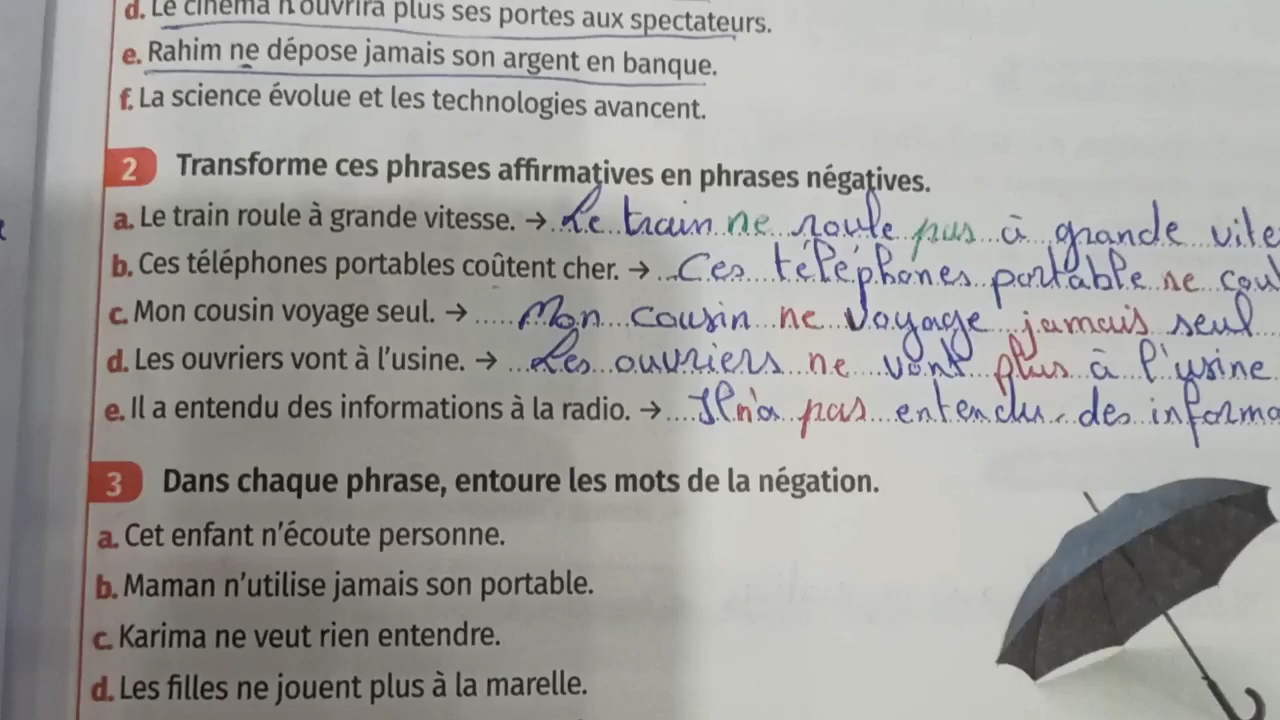 d. Le cinéma n'ouvrira plus ses portes aux spectateurs.
e. Rahim ne dépose jamais son argent en banque.
f. La science évolue et les technologies avancent.
2 Transforme ces phrases affirmatives en phrases négatives.
a. Le train roule à grande vitesse. → Le train ne roule pas à grande vite
b. Ces téléphones portables coûtent cher. → Ces téléphones portable ne cou
c. Mon cousin voyage seul. → Mon cousin ne voyage jamais seul
d. Les ouvriers vont à l'usine. → Les ouvriers ne vont plus à l'usine
e. Il a entendu des informations à la radio. → Il n'a pas entendu des informa
3 Dans chaque phrase, entoure les mots de la négation.
a. Cet enfant n'écoute personne.
b. Maman n'utilise jamais son portable.
c. Karima ne veut rien entendre.
d. Les filles ne jouent plus à la marelle.